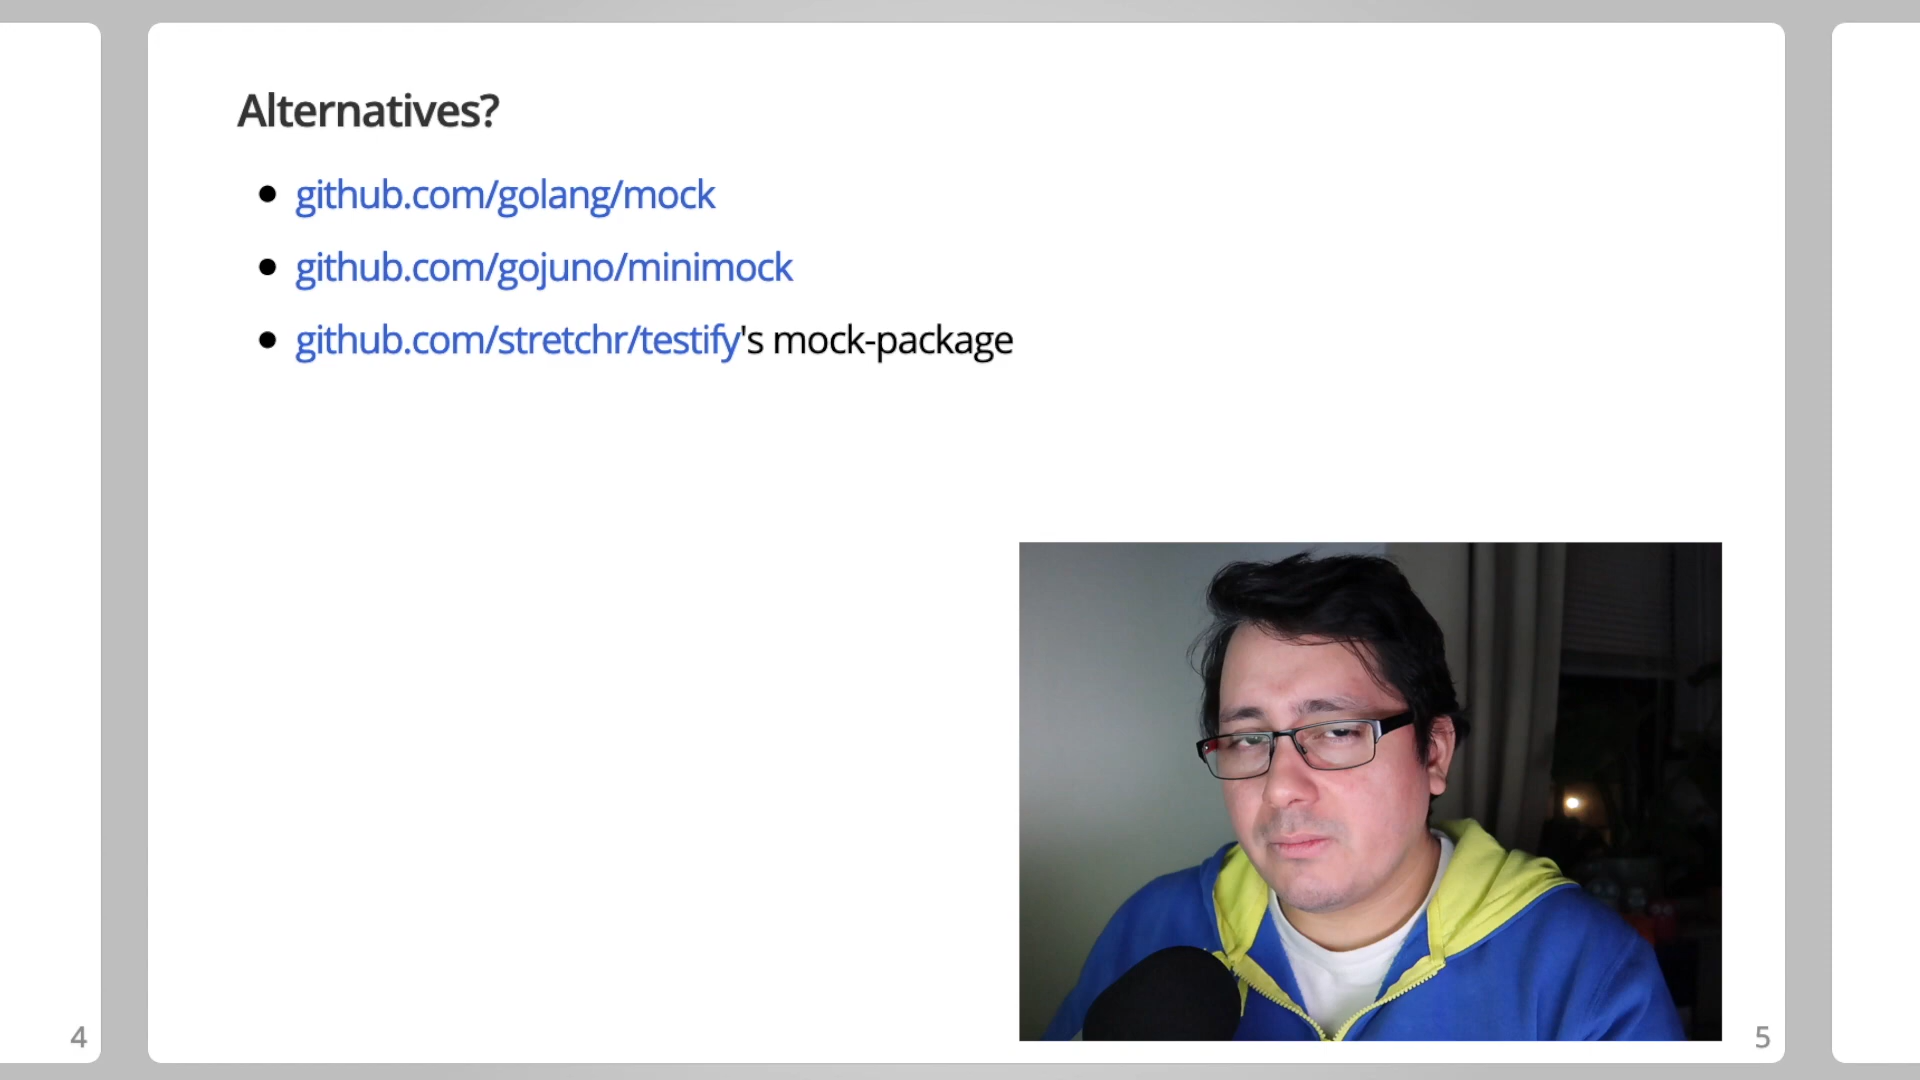 Alternatives?
github.com/golang/mock
github.com/gojuno/minimock
github.com/stretchr/testify's mock-package
4
5